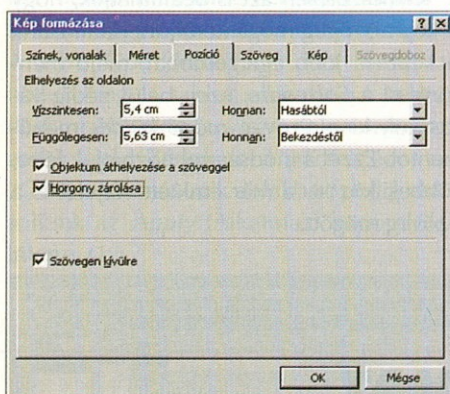 Kép formázása
Színek, vonalak Méret Pozíció Szöveg Kép Szövegdoboz
Elhelyezés az oldalon
Vízszintesen: 5,4 cm Honnan: Hasábtól
Függőlegesen: 5,63 cm Honnan: Bekezdéstől
Objektum áthelyezése a szöveggel
Horgony zárolása
Szövegen kívülre
OK Mégse